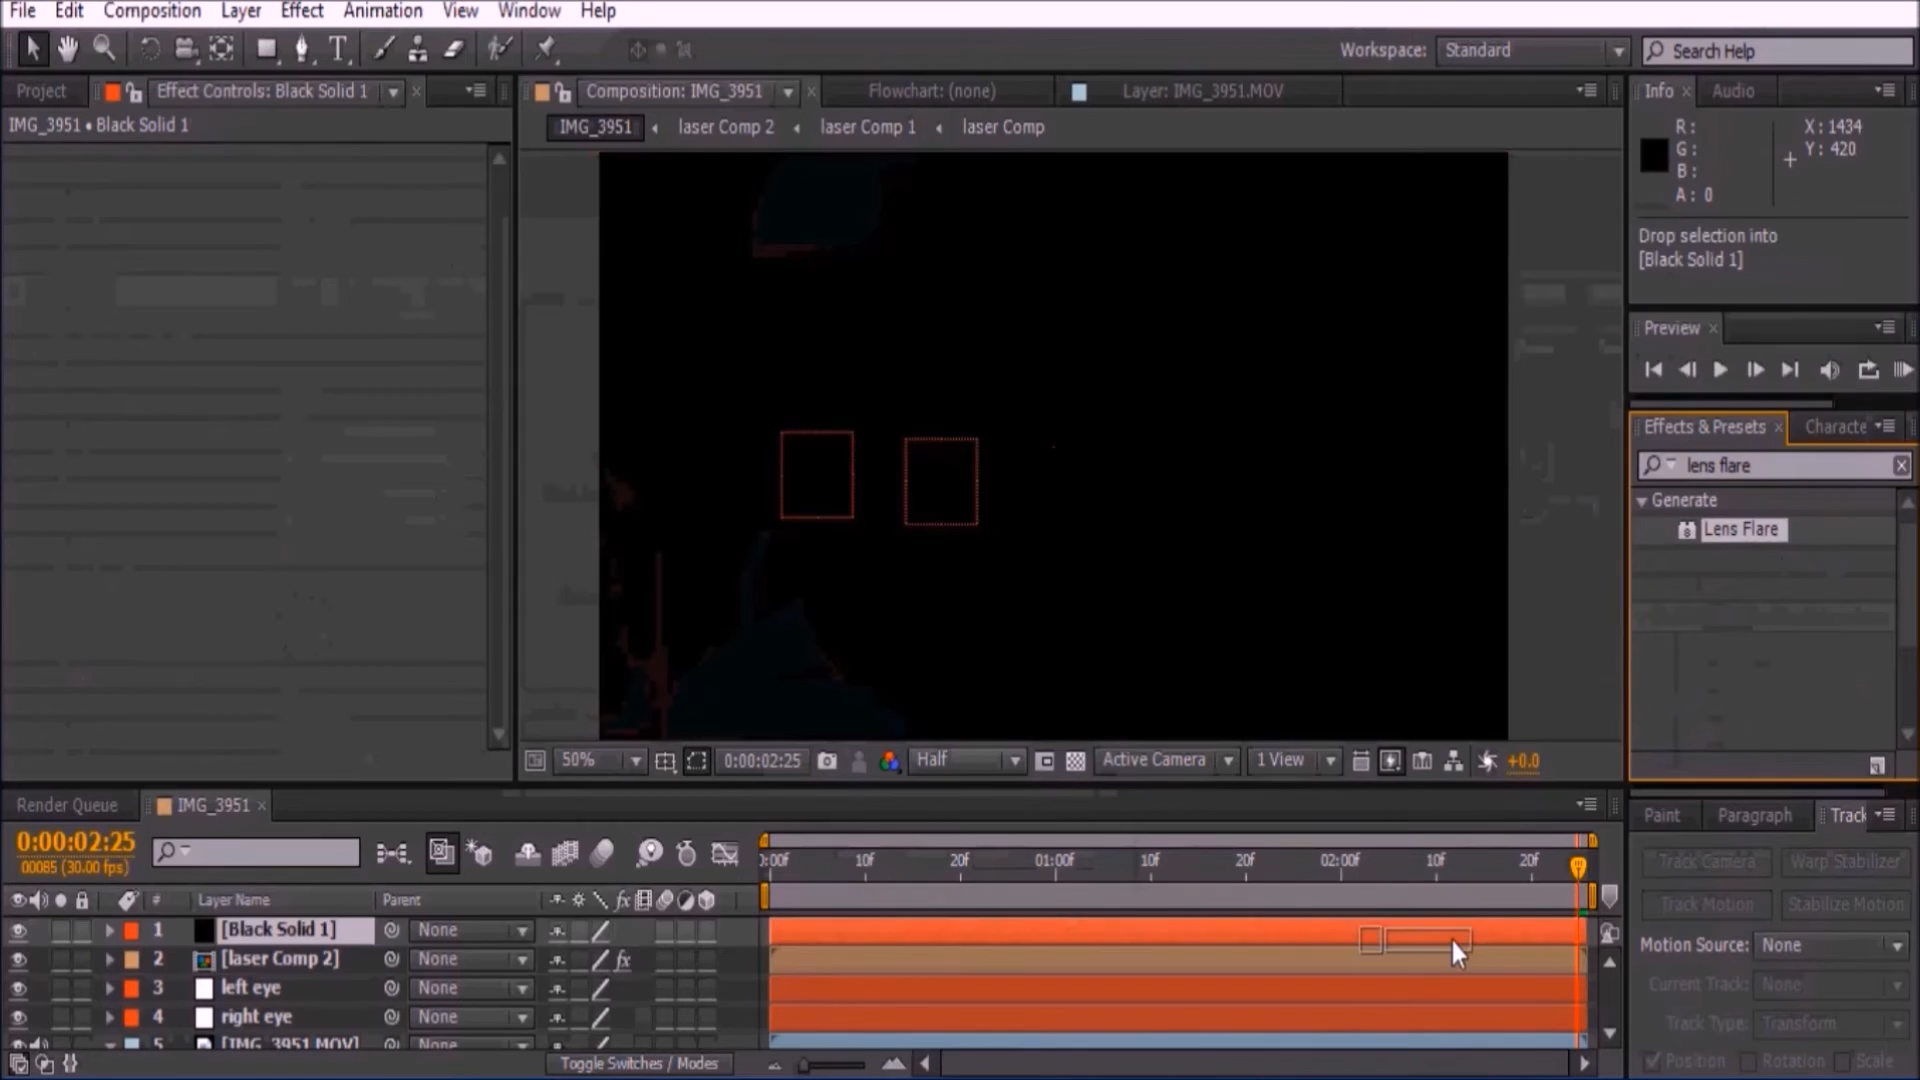 File Edit Composition Layer Effect Animation View Window Help
Workspace: Standard Search Help
Project Effect Controls: Black Solid 1 Composition: IMG_3951 Flowchart: (none) Layer: IMG_3951.MOV Info Audio
IMG_3951 • Black Solid 1 IMG_3951 laser Comp 2 laser Comp 1 laser Comp
R: X: 1434
G: Y: 420
B:
A: 0
Drop selection into
[Black Solid 1]
Preview
Effects & Presets Characte
lens flare
Generate
Lens Flare
50% 0:00:02:25 Half Active Camera 1 View +0.0
Render Queue IMG_3951 Paint Paragraph Track
0:00:02:25
00085 (30.00 fps)
0:00f 10f 20f 01:00f 10f 20f 02:00f 10f 20f
Track Camera Warp Stabilizer
# Layer Name Parent fx
Track Motion Stabilize Motion
1 [Black Solid 1] None
Motion Source: None
2 [laser Comp 2] None fx
3 left eye None
Current Track: None
4 right eye None
Track Type: Transform
5 [IMG_3951.MOV] None
Toggle Switches / Modes
Position Rotation Scale